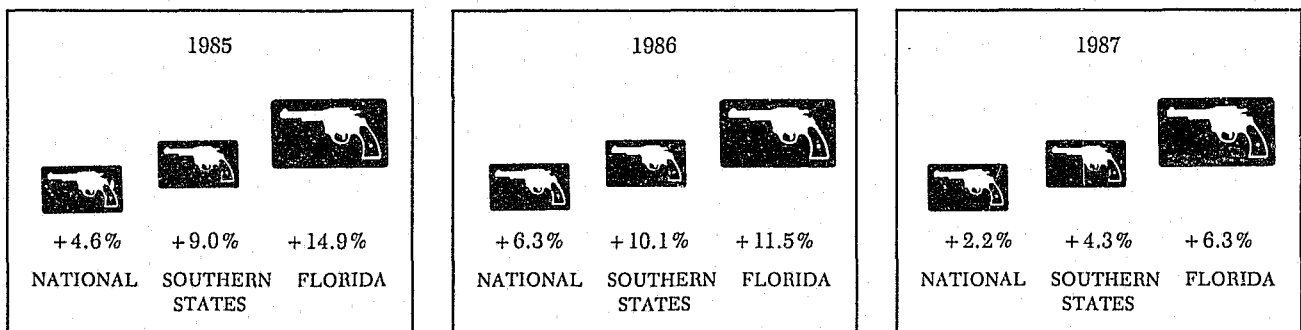 1985
+4.6% +9.0% +14.9%
NATIONAL SOUTHERN STATES FLORIDA
1986
+6.3% +10.1% +11.5%
NATIONAL SOUTHERN STATES FLORIDA
1987
+2.2% +4.3% +6.3%
NATIONAL SOUTHERN STATES FLORIDA